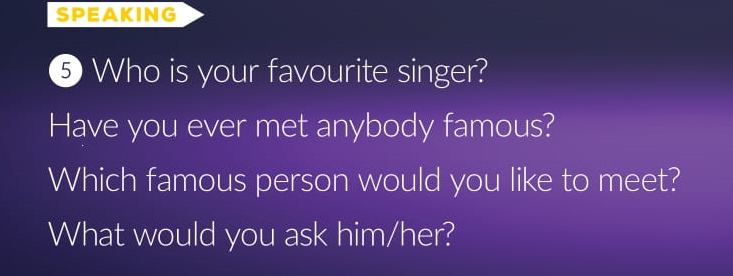 SPEAKING
5 Who is your favourite singer?
Have you ever met anybody famous?
Which famous person would you like to meet?
What would you ask him/her?